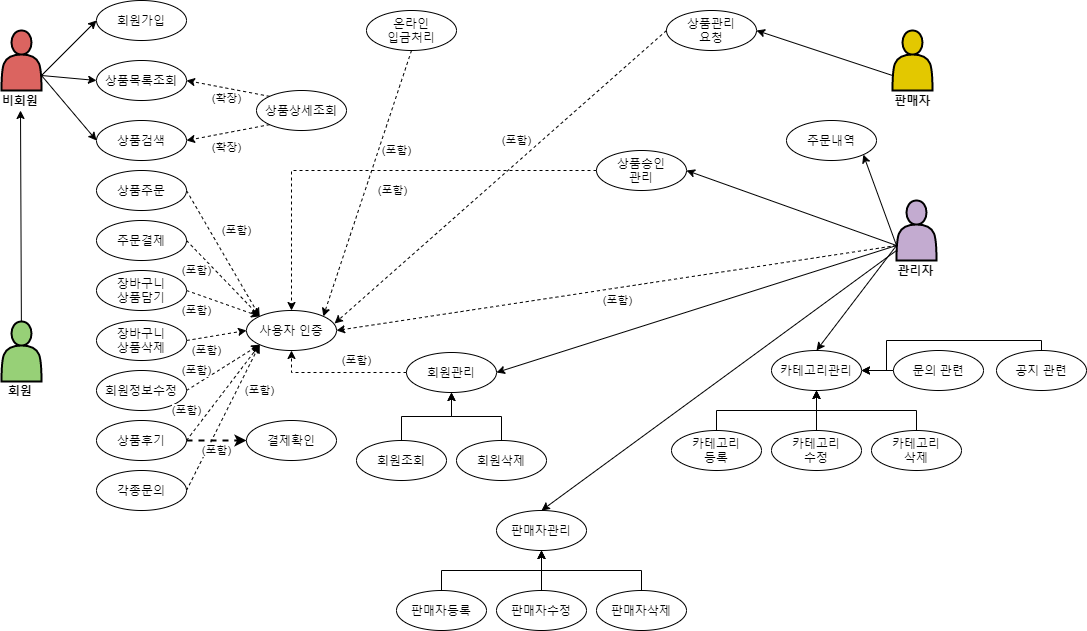 회원가입
온라인
입금처리
상품관리
요청
비회원
판매자
상품목록조회
(확장)
상품상세조회
상품검색
(확장)
(포함)
(포함)
주문내역
상품승인
관리
상품주문
(포함)
(포함)
주문결제
(포함)
관리자
장바구니
상품담기
(포함)
(포함)
사용자 인증
장바구니
상품삭제
(포함)
(포함)
회원
회원정보수정
(포함)
(포함)
회원관리
카테고리관리
문의 관련
공지 관련
(포함)
상품후기
(포함)
결제확인
회원조회
회원삭제
카테고리
등록
카테고리
수정
카테고리
삭제
각종문의
판매자관리
판매자등록
판매자수정
판매자삭제